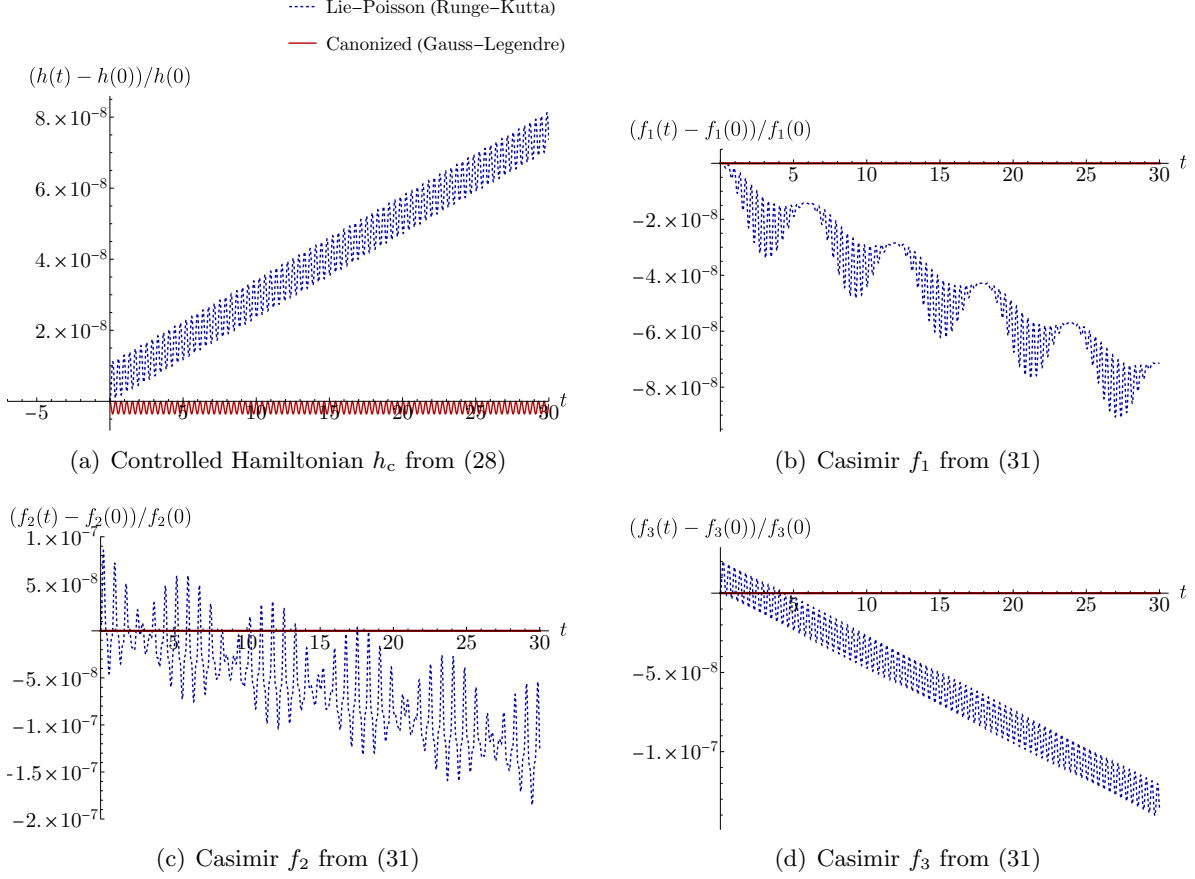 Lie–Poisson (Runge–Kutta)
Canonized (Gauss–Legendre)
(h(t) − h(0))/h(0)
8.×10⁻⁸
6.×10⁻⁸
4.×10⁻⁸
2.×10⁻⁸
−5 5 10 15 20 25 30 t
(a) Controlled Hamiltonian h_c from (28)
(f₁(t) − f₁(0))/f₁(0)
5 10 15 20 25 30 t
−2.×10⁻⁸
−4.×10⁻⁸
−6.×10⁻⁸
−8.×10⁻⁸
(b) Casimir f₁ from (31)
(f₂(t) − f₂(0))/f₂(0)
1.×10⁻⁷
5.×10⁻⁸
5 10 15 20 25 30 t
−5.×10⁻⁸
−1.×10⁻⁷
-1.5×10⁻⁷
−2.×10⁻⁷
(c) Casimir f₂ from (31)
(f₃(t) − f₃(0))/f₃(0)
5 10 15 20 25 30 t
−5.×10⁻⁸
−1.×10⁻⁷
(d) Casimir f₃ from (31)